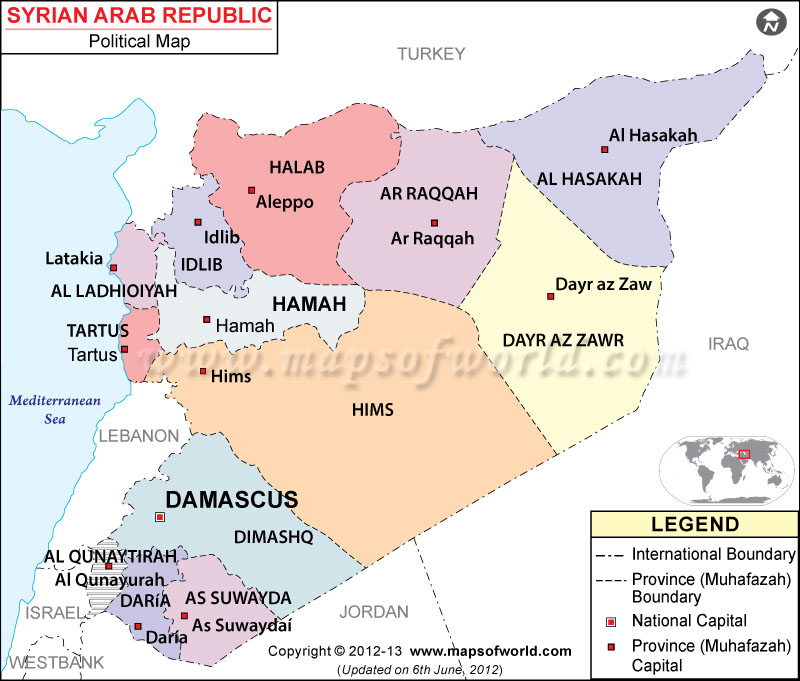 SYRIAN ARAB REPUBLIC
Political Map
N
TURKEY
Al Hasakah
AL HASAKAH
HALAB
Aleppo
AR RAQQAH
Ar Raqqah
Idlib
IDLIB
Latakia
AL LADHIOIYAH
Dayr az Zaw
DAYR AZ ZAWR
HAMAH
Hamah
TARTUS
Tartus
www.mapsofworld.com
IRAQ
Hims
HIMS
Mediterranean
Sea
LEBANON
DAMASCUS
DIMASHQ
AL QUNAYTIRAH
Al Qunayurah
DARíA
AS SUWAYDA
ISRAEL
Daría
As Suwaydaí
JORDAN
WESTBANK
LEGEND
International Boundary
Province (Muhafazah)
Boundary
National Capital
Province (Muhafazah)
Capital
Copyright © 2012-13 www.mapsofworld.com
(Updated on 6th June, 2012)